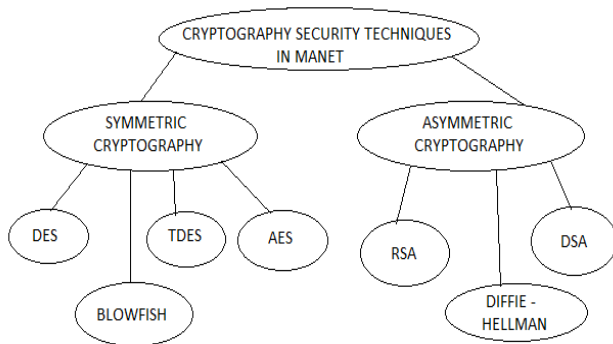 CRYPTOGRAPHY SECURITY TECHNIQUES
IN MANET
SYMMETRIC
CRYPTOGRAPHY
ASYMMETRIC
CRYPTOGRAPHY
DES
TDES
AES
BLOWFISH
RSA
DSA
DIFFIE -
HELLMAN